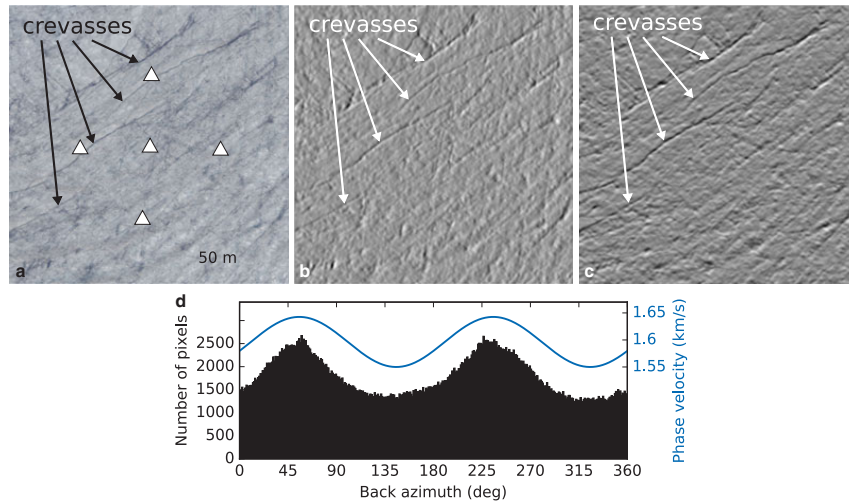 crevasses
crevasses
crevasses
50 m
a
b
c
d
Number of pixels
2500
2000
1500
1000
500
0
1.65
1.6
1.55
Phase velocity (km/s)
0 45 90 135 180 225 270 315 360
Back azimuth (deg)